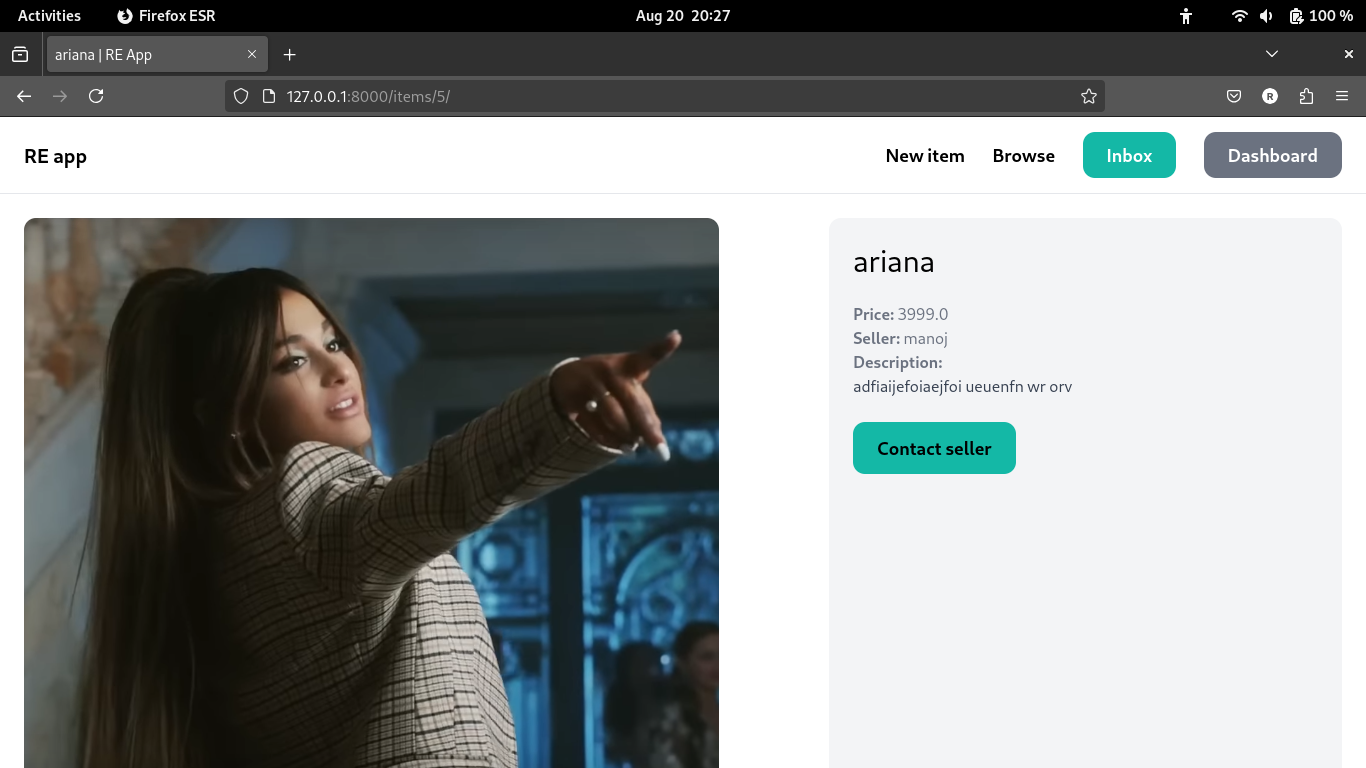 Activities Firefox ESR Aug 20 20:27 100 %
ariana | RE App
127.0.0.1:8000/items/5/ R
RE app New item Browse Inbox Dashboard
ariana
Price: 3999.0
Seller: manoj
Description:
adfiaijefoiaejfoi ueuenfn wr orv
Contact seller